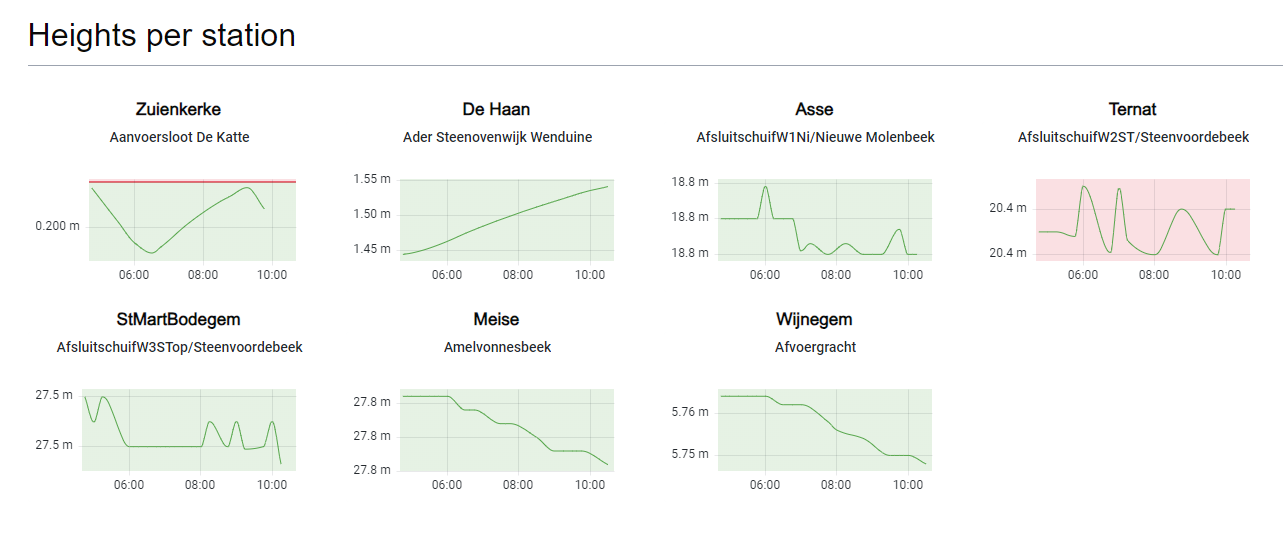 Heights per station
Zuienkerke
Aanvoersloot De Katte
0.200 m
06:00 08:00 10:00
De Haan
Ader Steenovenwijk Wenduine
1.55 m
1.50 m
1.45 m
06:00 08:00 10:00
Asse
AfsluitschuifW1Ni/Nieuwe Molenbeek
18.8 m
18.8 m
18.8 m
06:00 08:00 10:00
Ternat
AfsluitschuifW2ST/Steenvoordebeek
20.4 m
20.4 m
06:00 08:00 10:00
StMartBodegem
AfsluitschuifW3STop/Steenvoordebeek
27.5 m
27.5 m
06:00 08:00 10:00
Meise
Amelvonnesbeek
27.8 m
27.8 m
27.8 m
06:00 08:00 10:00
Wijnegem
Afvoergracht
5.76 m
5.75 m
06:00 08:00 10:00